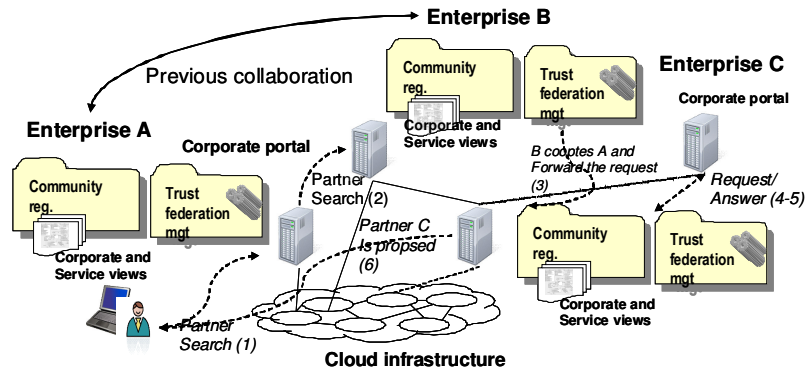 Enterprise B
Previous collaboration
Community
reg.
Corporate and
Service views
Trust
federation
mgt
Enterprise C
Corporate portal
Enterprise A
Corporate portal
Community
reg.
Corporate and
Service views
Trust
federation
mgt
Partner
Search (2)
B cooptes A and
Forward the request
(3)
Request/
Answer (4-5)
Partner C
Is propsed
(6)
Community
reg.
Corporate and
Service views
Trust
federation
mgt
Partner
Search (1)
Cloud infrastructure